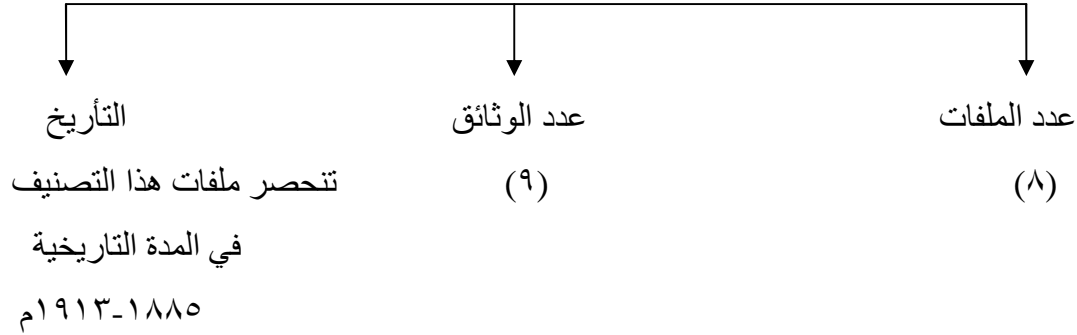 عدد الملفات
عدد الوثائق
التأريخ
(٨)
(٩)
تنحصر ملفات هذا التصنيف
في المدة التاريخية
١٨٨٥-١٩١٣م